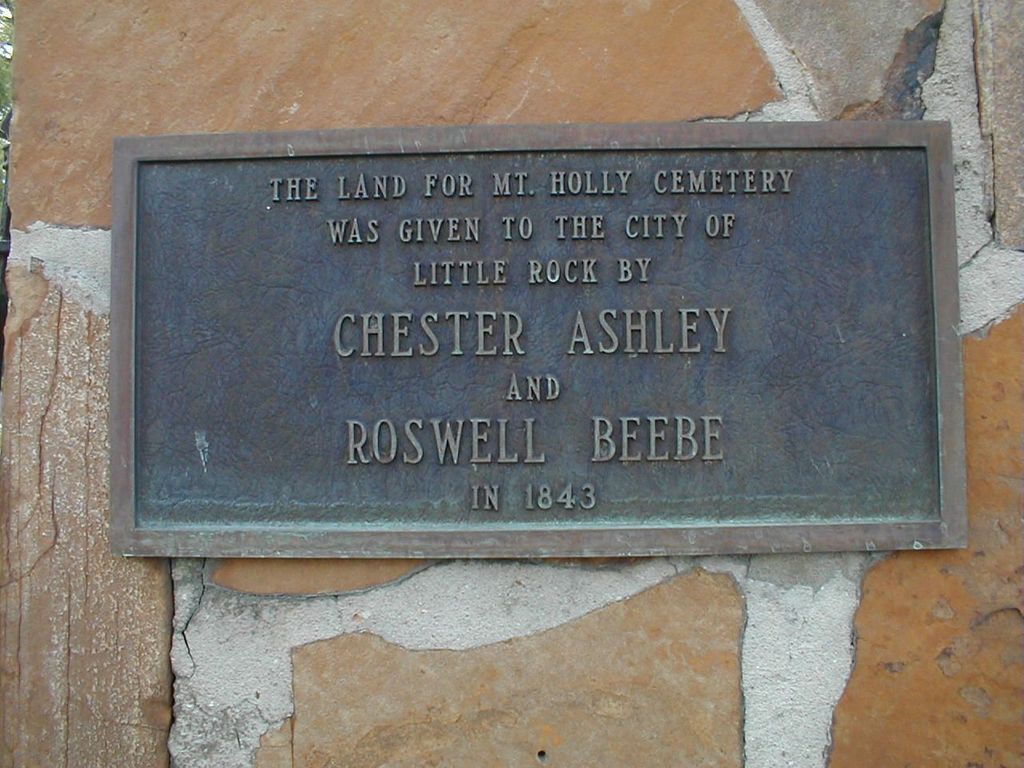 THE LAND FOR MT. HOLLY CEMETERY
WAS GIVEN TO THE CITY OF
LITTLE ROCK BY
CHESTER ASHLEY
AND
ROSWELL BEEBE
IN 1843